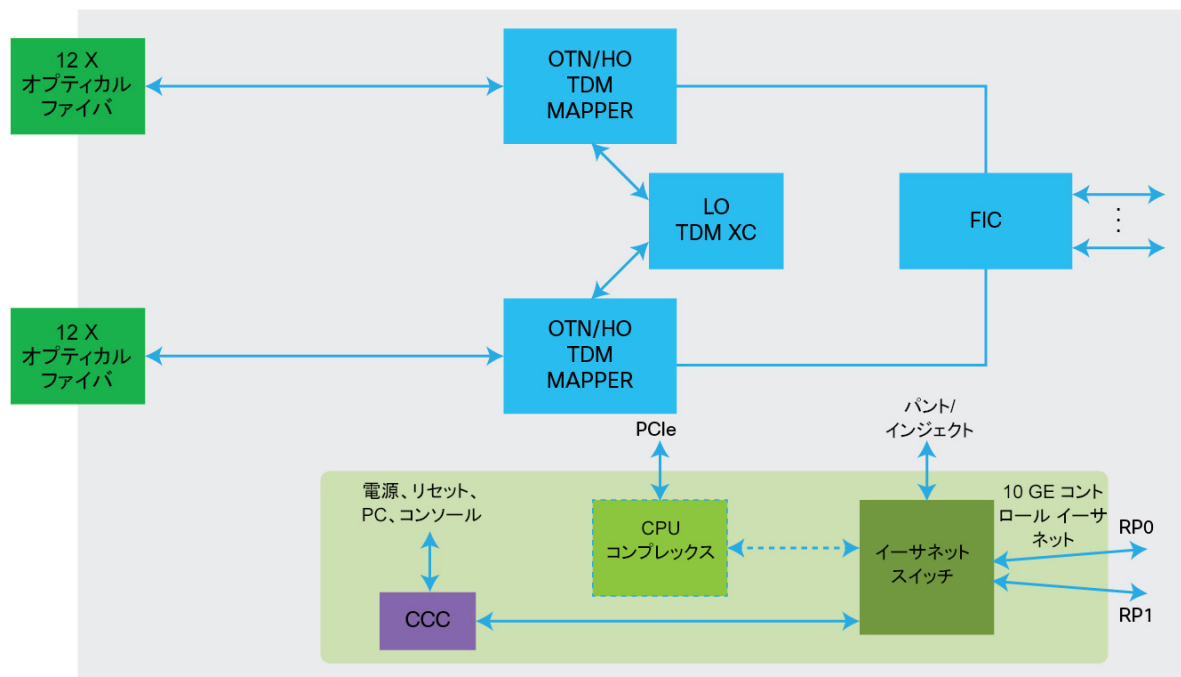 12 X
オプティカル
ファイバ
OTN/HO
TDM
MAPPER
LO
TDM XC
FIC
12 X
オプティカル
ファイバ
OTN/HO
TDM
MAPPER
PCIe
パント/
インジェクト
電源、リセット、
PC、コンソール
CPU
コンプレックス
イーサネット
スイッチ
10 GE コント
ロール イーサ
ネット
RP0
RP1
CCC